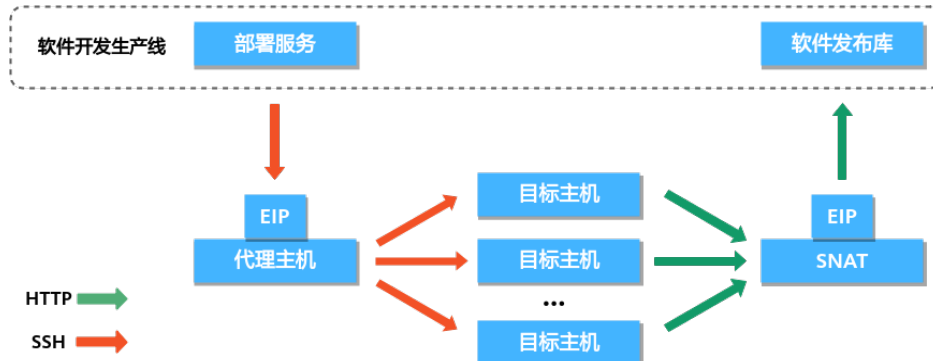 软件开发生产线
部署服务
软件发布库
EIP
代理主机
目标主机
目标主机
...
目标主机
EIP
SNAT
HTTP
SSH